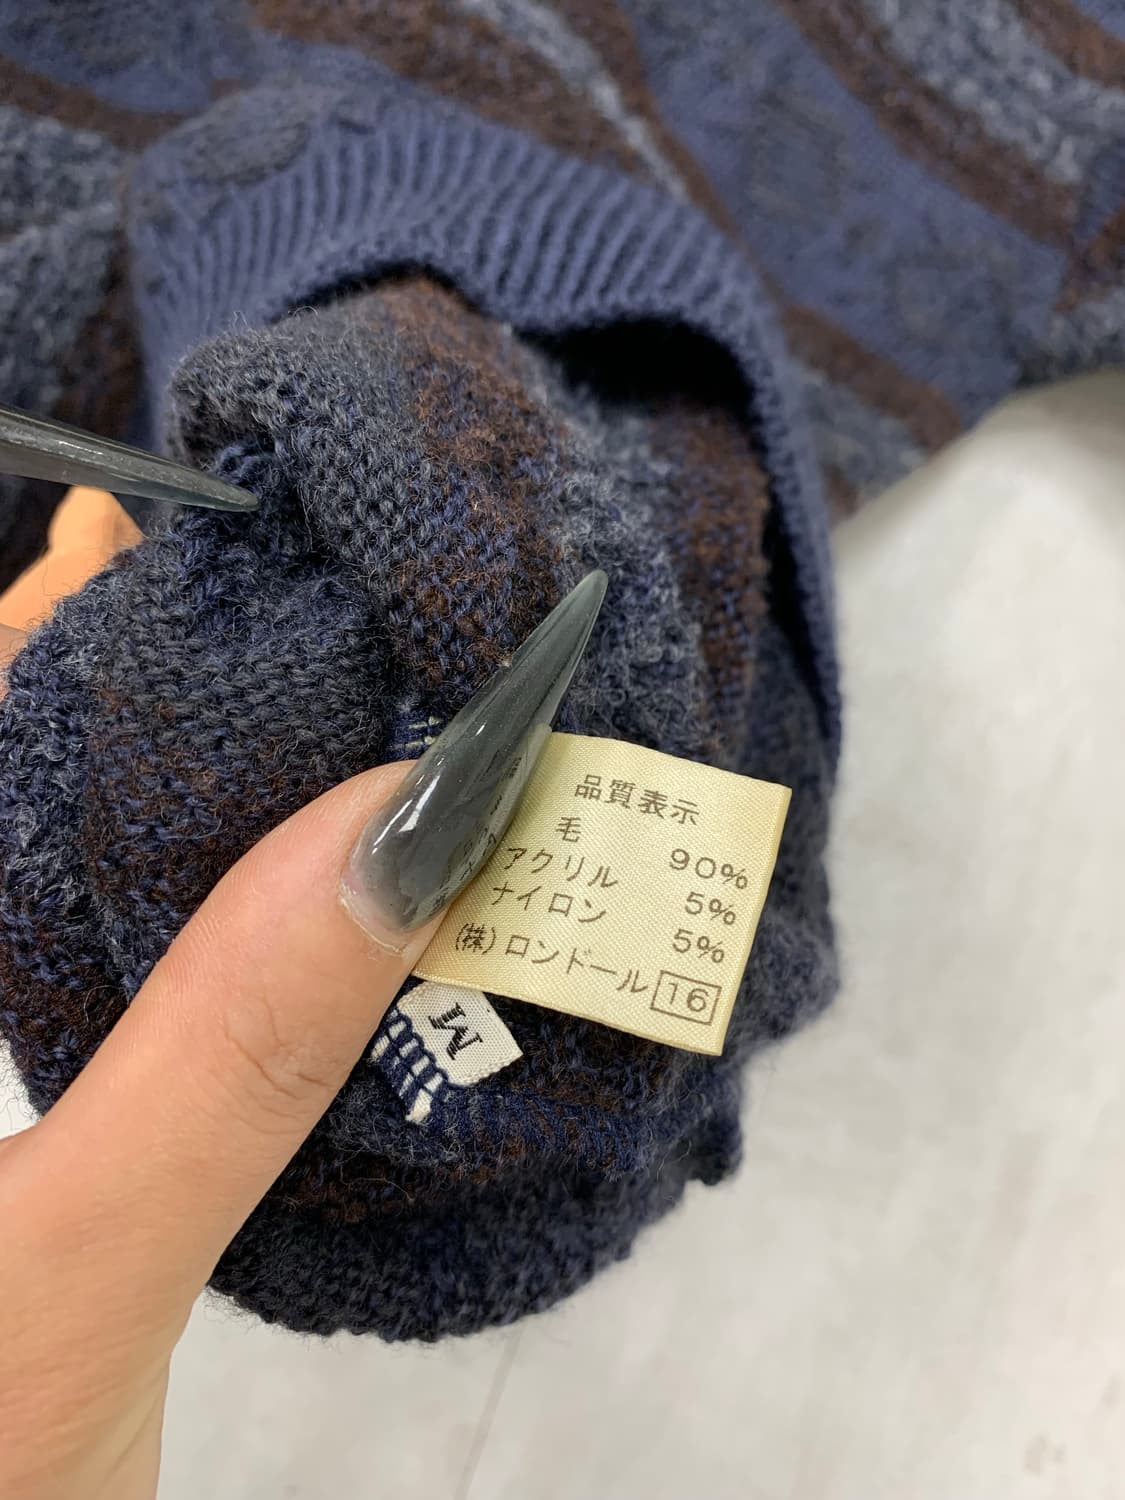 品質表示
毛 90%
アクリル 5%
ナイロン 5%
(株)ロンドール 16
M